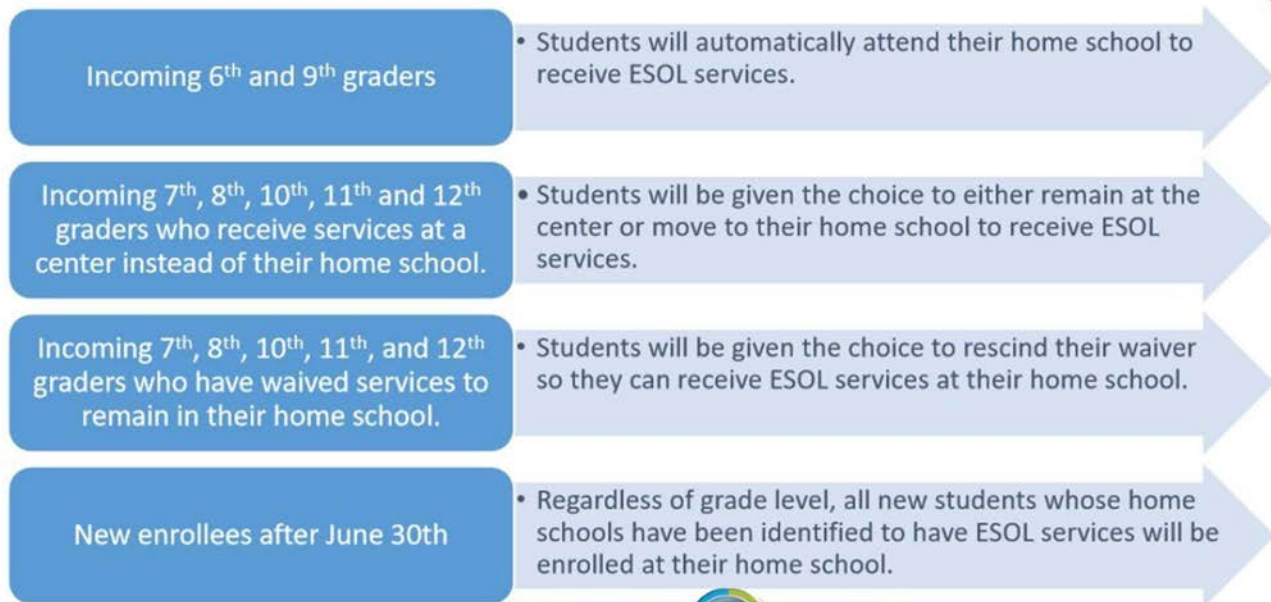 Incoming 6th and 9th graders
• Students will automatically attend their home school to
receive ESOL services.
Incoming 7th, 8th, 10th, 11th and 12th
graders who receive services at a
center instead of their home school.
• Students will be given the choice to either remain at the
center or move to their home school to receive ESOL
services.
Incoming 7th, 8th, 10th, 11th, and 12th
graders who have waived services to
remain in their home school.
• Students will be given the choice to rescind their waiver
so they can receive ESOL services at their home school.
New enrollees after June 30th
• Regardless of grade level, all new students whose home
schools have been identified to have ESOL services will be
enrolled at their home school.